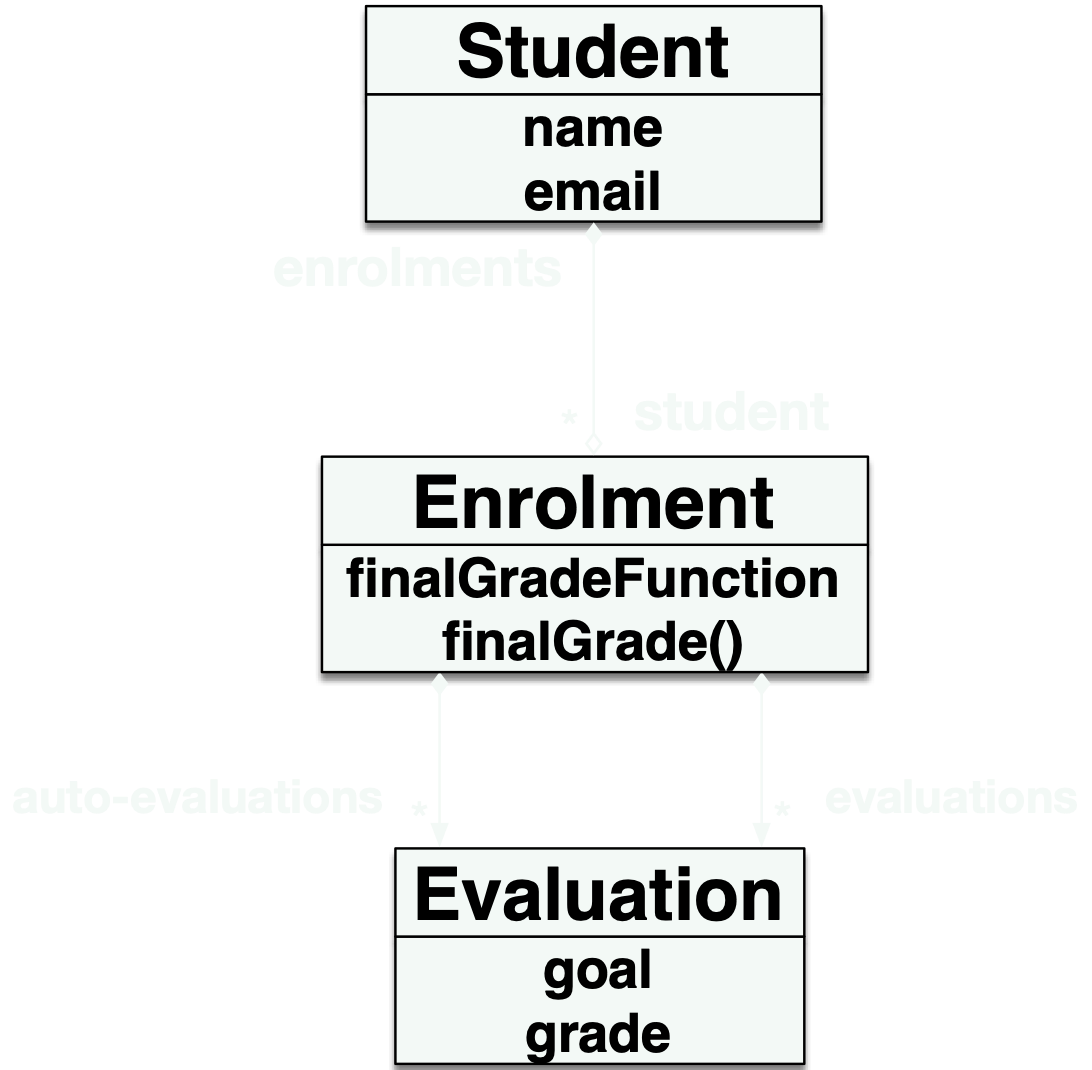 Student
name
email
enrolments
* student
Enrolment
finalGradeFunction
finalGrade()
auto-evaluations * * evaluations
Evaluation
goal
grade